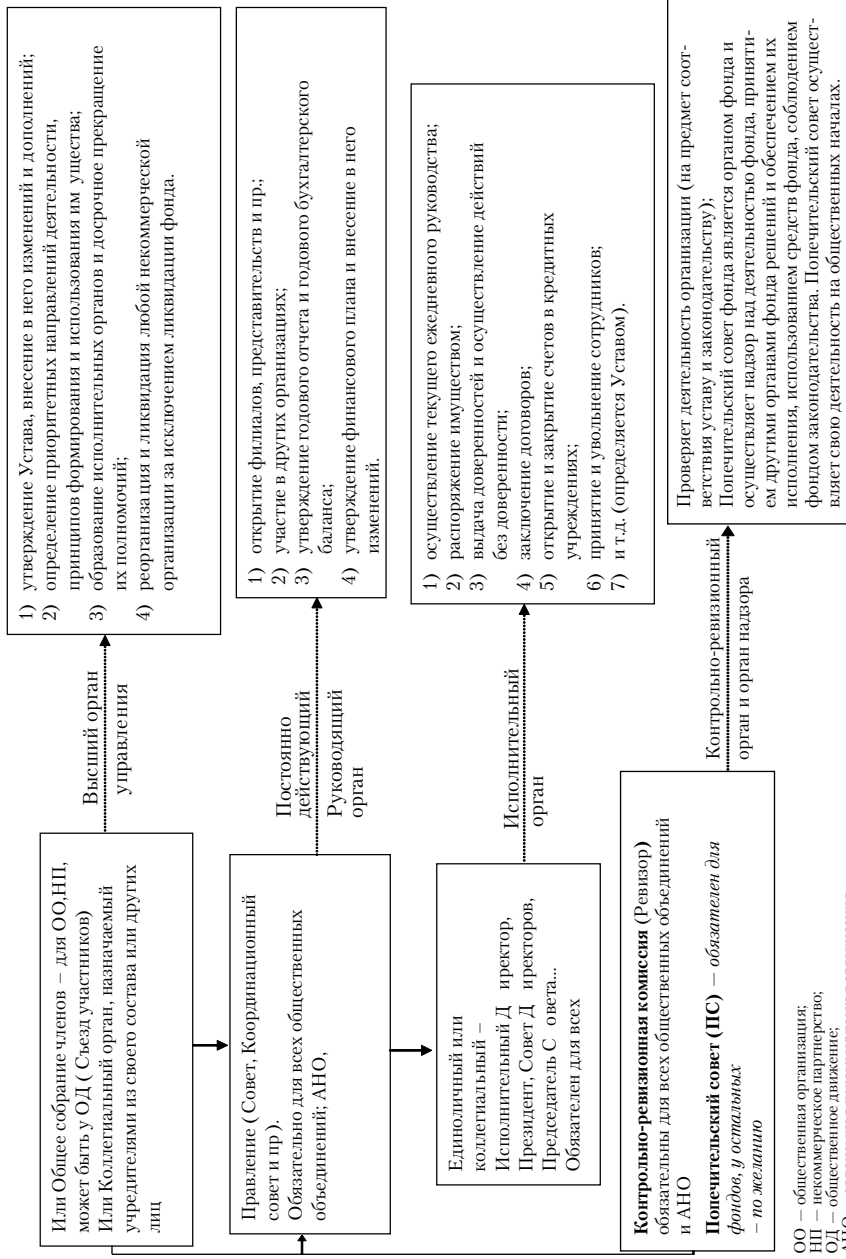 Или Общее собрание членов – для ОО,НП,
может быть у ОД ( Съезд участников)
Или Коллегиальный орган, назначаемый
учредителями из своего состава или других
лиц
Высший орган
управления
1) утверждение Устава, внесение в него изменений и дополнений;
2) определение приоритетных направлений деятельности,
принципов формирования и использования им ущества;
3) образование исполнительных органов и досрочное прекращение
их полномочий;
4) реорганизация и ликвидация любой некоммерческой
организации за исключением ликвидации фонда.
Правление ( Совет, Координационный
совет и пр).
Обязательно для всех общественных
объединений; АНО,
Постоянно
действующий
Руководящий
орган
1) открытие филиалов, представительств и пр.;
2) участие в других организациях;
3) утверждение годового отчета и годового бухгалтерского
баланса;
4) утверждение финансового плана и внесение в него
изменений.
Единоличный или
коллегиальный –
Исполнительный Д иректор,
Президент, Совет Д иректоров,
Председатель С овета...
Обязателен для всех
Исполнительный
орган
1) осуществление текущего ежедневного руководства;
2) распоряжение имуществом;
3) выдача доверенностей и осуществление действий
без доверенности;
4) заключение договоров;
5) открытие и закрытие счетов в кредитных
учреждениях;
6) принятие и увольнение сотрудников;
7) и т.д. (определяется Уставом).
Контрольно-ревизионная комиссия (Ревизор)
обязательны для всех общественных объединений
и АНО
Попечительский совет (ПС) – обязателен для
фондов, у остальных
– по желанию
Контрольно-ревизионный
орган и орган надзора
Проверяет деятельность организации (на предмет соот-
ветствия уставу и законодательству);
Попечительский совет фонда является органом фонда и
осуществляет надзор над деятельностью фонда, приняти-
ем другими органами фонда решений и обеспечением их
исполнения, использованием средств фонда, соблюдением
фондом законодательства. Попечительский совет осущест-
вляет свою деятельность на общественных началах.
ОО – общественная организация;
НП – некоммерческое партнерство;
ОД – общественное движение;